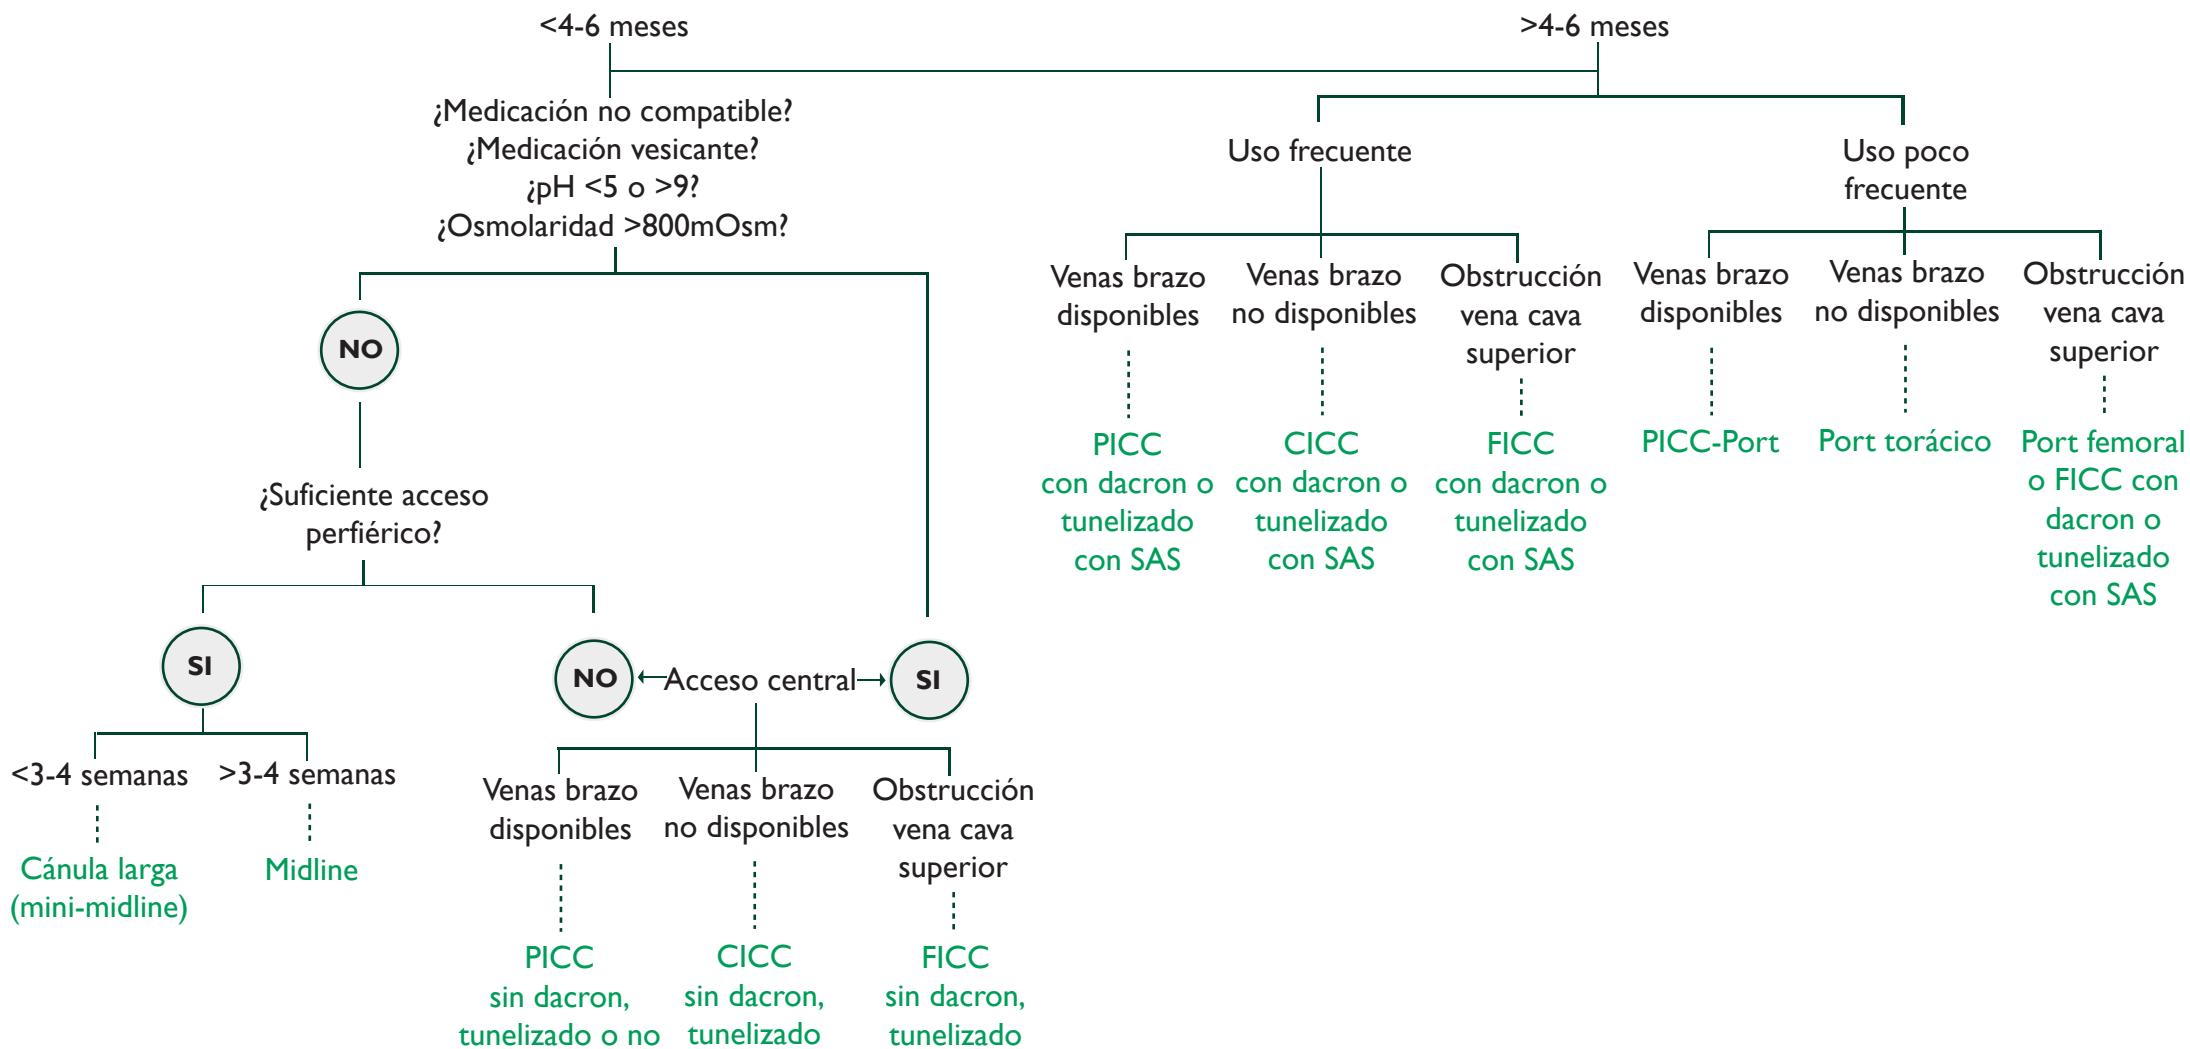 <4-6 meses
>4-6 meses
¿Medicación no compatible?
¿Medicación vesicante?
¿pH <5 o >9?
¿Osmolaridad >800mOsm?
Uso frecuente
Uso poco
frecuente
Venas brazo
disponibles
Venas brazo
no disponibles
Obstrucción
vena cava
superior
Venas brazo
disponibles
Venas brazo
no disponibles
Obstrucción
vena cava
superior
PICC
con dacron o
tunelizado
con SAS
CICC
con dacron o
tunelizado
con SAS
FICC
con dacron o
tunelizado
con SAS
PICC-Port
Port torácico
Port femoral
o FICC con
dacron o
tunelizado
con SAS
NO
¿Suficiente acceso
perfiérico?
SI
NO
Acceso central
SI
<3-4 semanas
>3-4 semanas
Cánula larga
(mini-midline)
Midline
Venas brazo
disponibles
Venas brazo
no disponibles
Obstrucción
vena cava
superior
PICC
sin dacron,
tunelizado o no
CICC
sin dacron,
tunelizado
FICC
sin dacron,
tunelizado